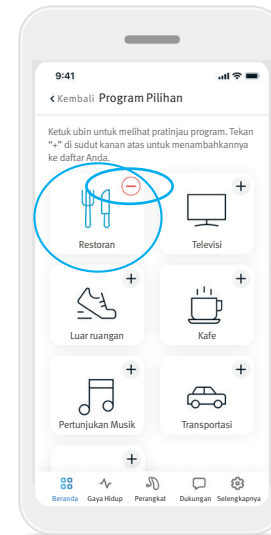 9:41
Kembali Program Pilihan
Ketuk ubin untuk melihat pratinjau program. Tekan
“+” di sudut kanan atas untuk menambahkannya
ke daftar Anda.
Restoran
Televisi
Luar ruangan
Kafe
Pertunjukan Musik
Transportasi
Beranda Gaya Hidup Perangkat Dukungan Selengkapnya